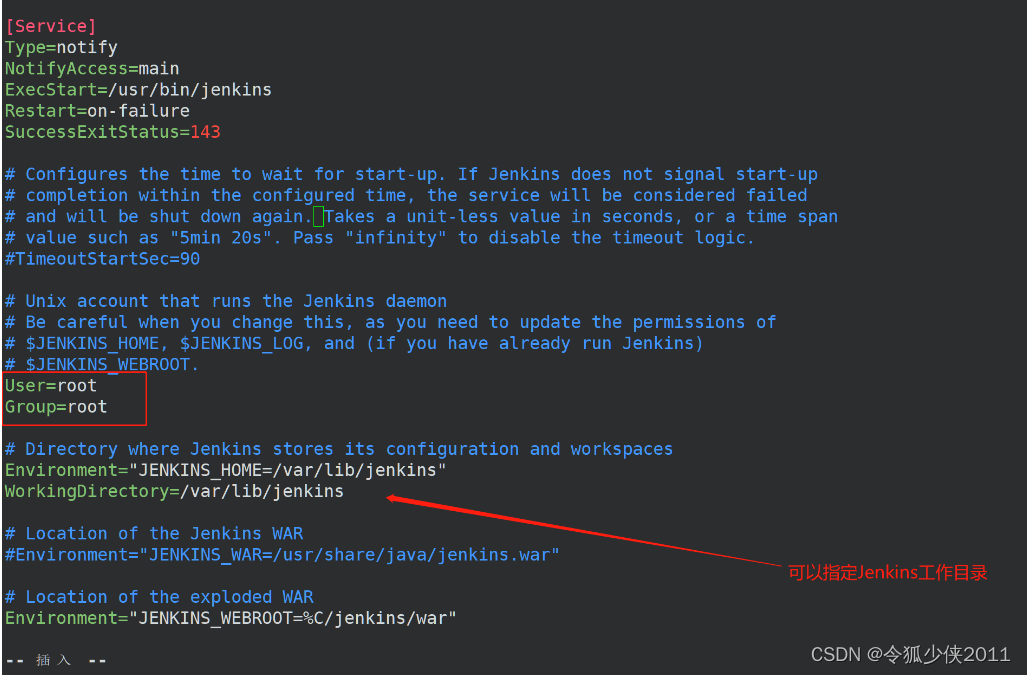 [Service]
Type=notify
NotifyAccess=main
ExecStart=/usr/bin/jenkins
Restart=on-failure
SuccessExitStatus=143
# Configures the time to wait for start-up. If Jenkins does not signal start-up
# completion within the configured time, the service will be considered failed
# and will be shut down again. Takes a unit-less value in seconds, or a time span
# value such as "5min 20s". Pass "infinity" to disable the timeout logic.
#TimeoutStartSec=90
# Unix account that runs the Jenkins daemon
# Be careful when you change this, as you need to update the permissions of
# $JENKINS_HOME, $JENKINS_LOG, and (if you have already run Jenkins)
# $JENKINS_WEBROOT.
User=root
Group=root
# Directory where Jenkins stores its configuration and workspaces
Environment="JENKINS_HOME=/var/lib/jenkins"
WorkingDirectory=/var/lib/jenkins
# Location of the Jenkins WAR
#Environment="JENKINS_WAR=/usr/share/java/jenkins.war"
可以指定Jenkins工作目录
# Location of the exploded WAR
Environment="JENKINS_WEBROOT=%C/jenkins/war"
-- 插入 --
CSDN @令狐少侠2011